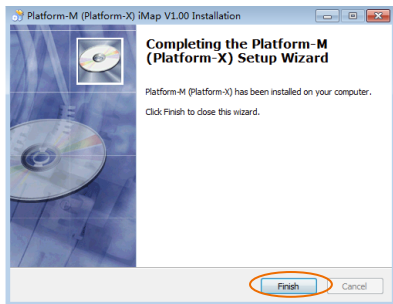 Platform-M (Platform-X) iMap V1.00 Installation
Completing the Platform-M
(Platform-X) Setup Wizard
Platform-M (Platform-X) has been installed on your computer.
Click Finish to close this wizard.
Finish
Cancel